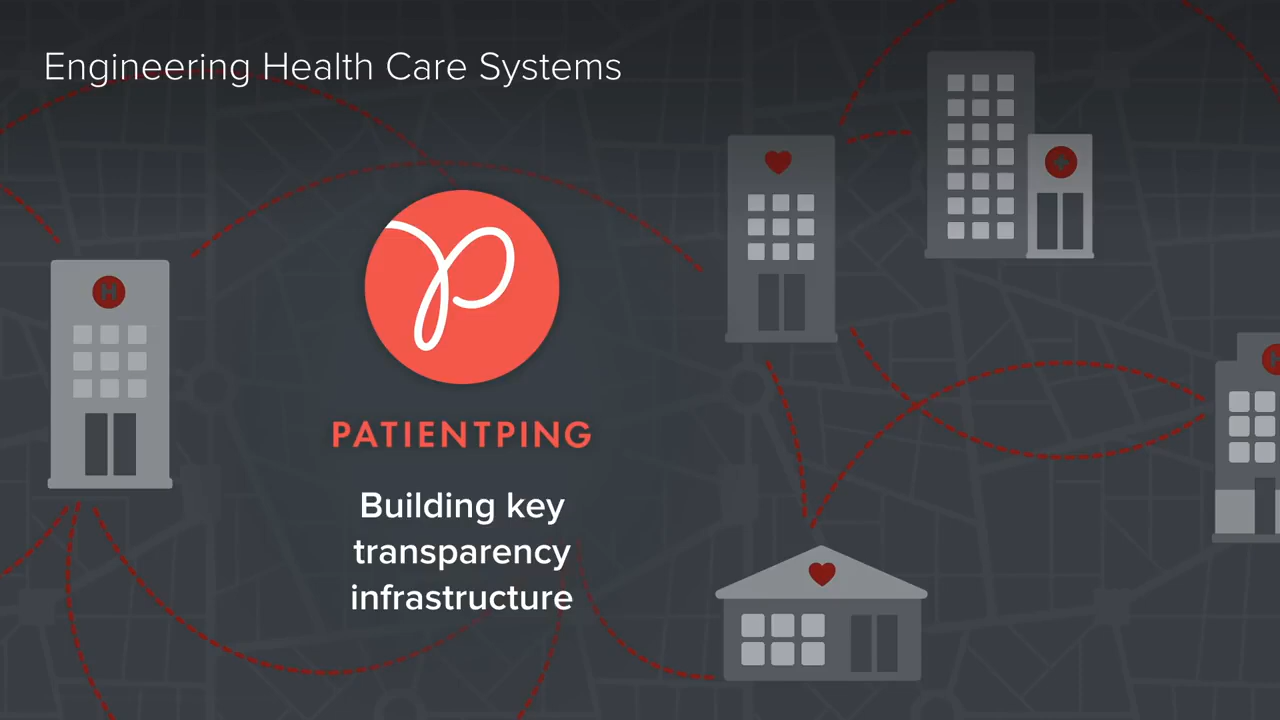 Engineering Health Care Systems
H
PATIENTPING
Building key
transparency
infrastructure